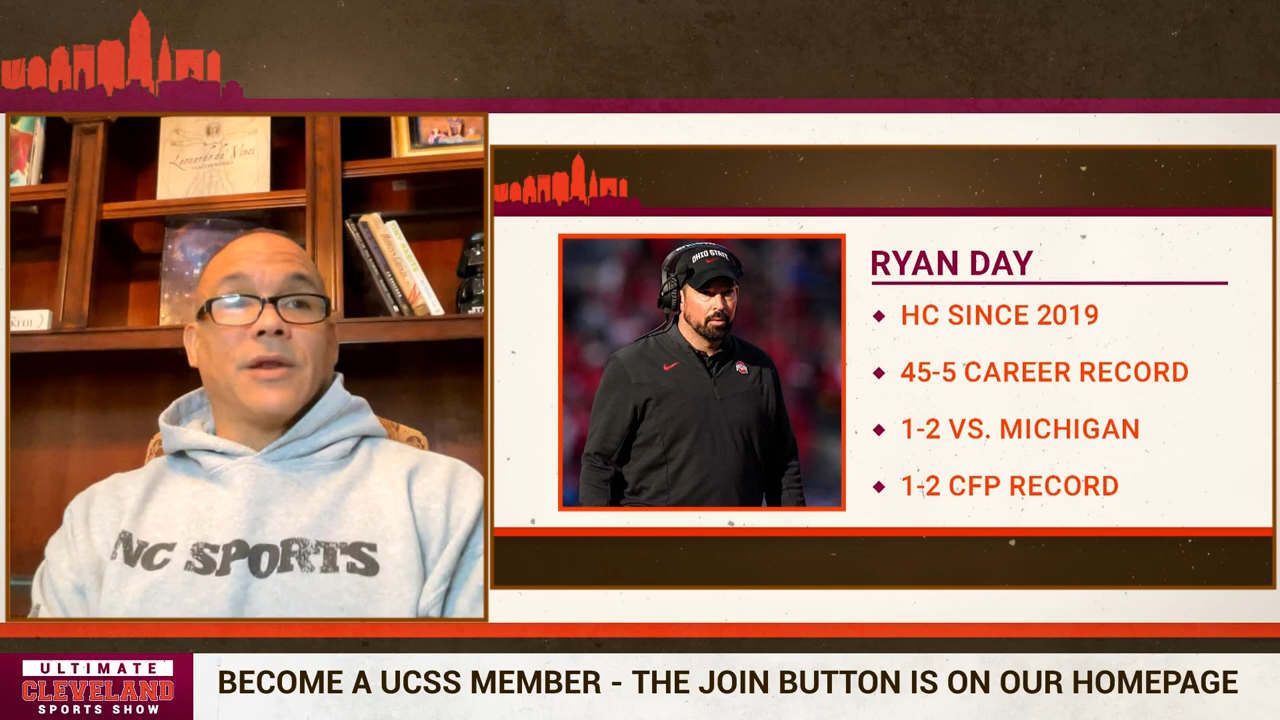 Leonardo da Vinci
NC SPORTS
OHIO STATE
RYAN DAY
HC SINCE 2019
45-5 CAREER RECORD
1-2 VS. MICHIGAN
1-2 CFP RECORD
ULTIMATE
CLEVELAND
SPORTS SHOW
BECOME A UCSS MEMBER - THE JOIN BUTTON IS ON OUR HOMEPAGE